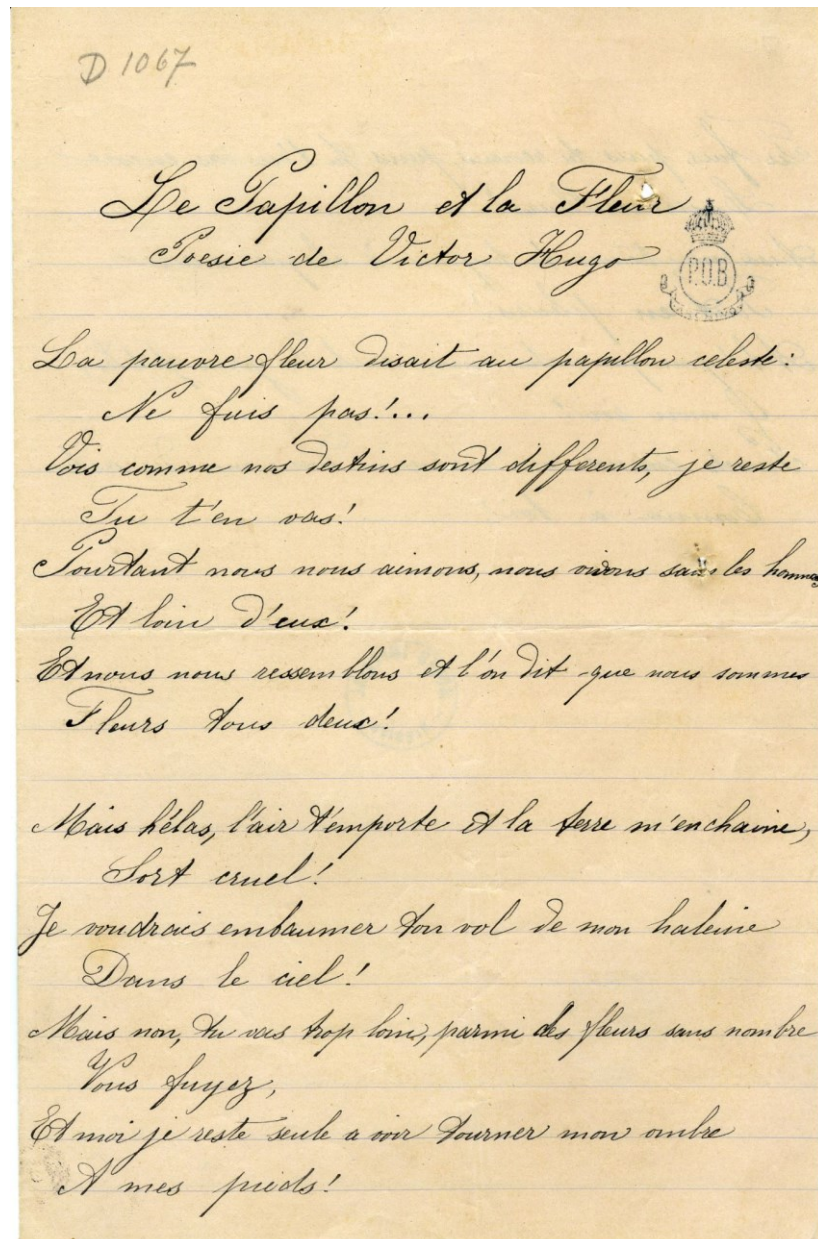 D 1067
Le Papillon et la Fleur
Poesie de Victor Hugo
P.O.B
La pauvre fleur disait au papillon celeste:
Ne fuis pas!...
Vois comme nos destins sont differents, je reste
Tu t'en vas!
Pourtant nous nous aimons, nous vivons sans les hommes
Et loin d'eux!
Et nous nous ressemblons et l'on dit que nous sommes
Fleurs tous deux!
Mais hélas, l'air t'emporte et la terre m'enchaine,
Sort cruel!
Je voudrais embaumer ton vol de mon haleine
Dans le ciel!
Mais non, tu vas trop loin, parmi des fleurs sans nombre
Vous fuyez,
Et moi je reste seule a voir tourner mon ombre
A mes pieds!